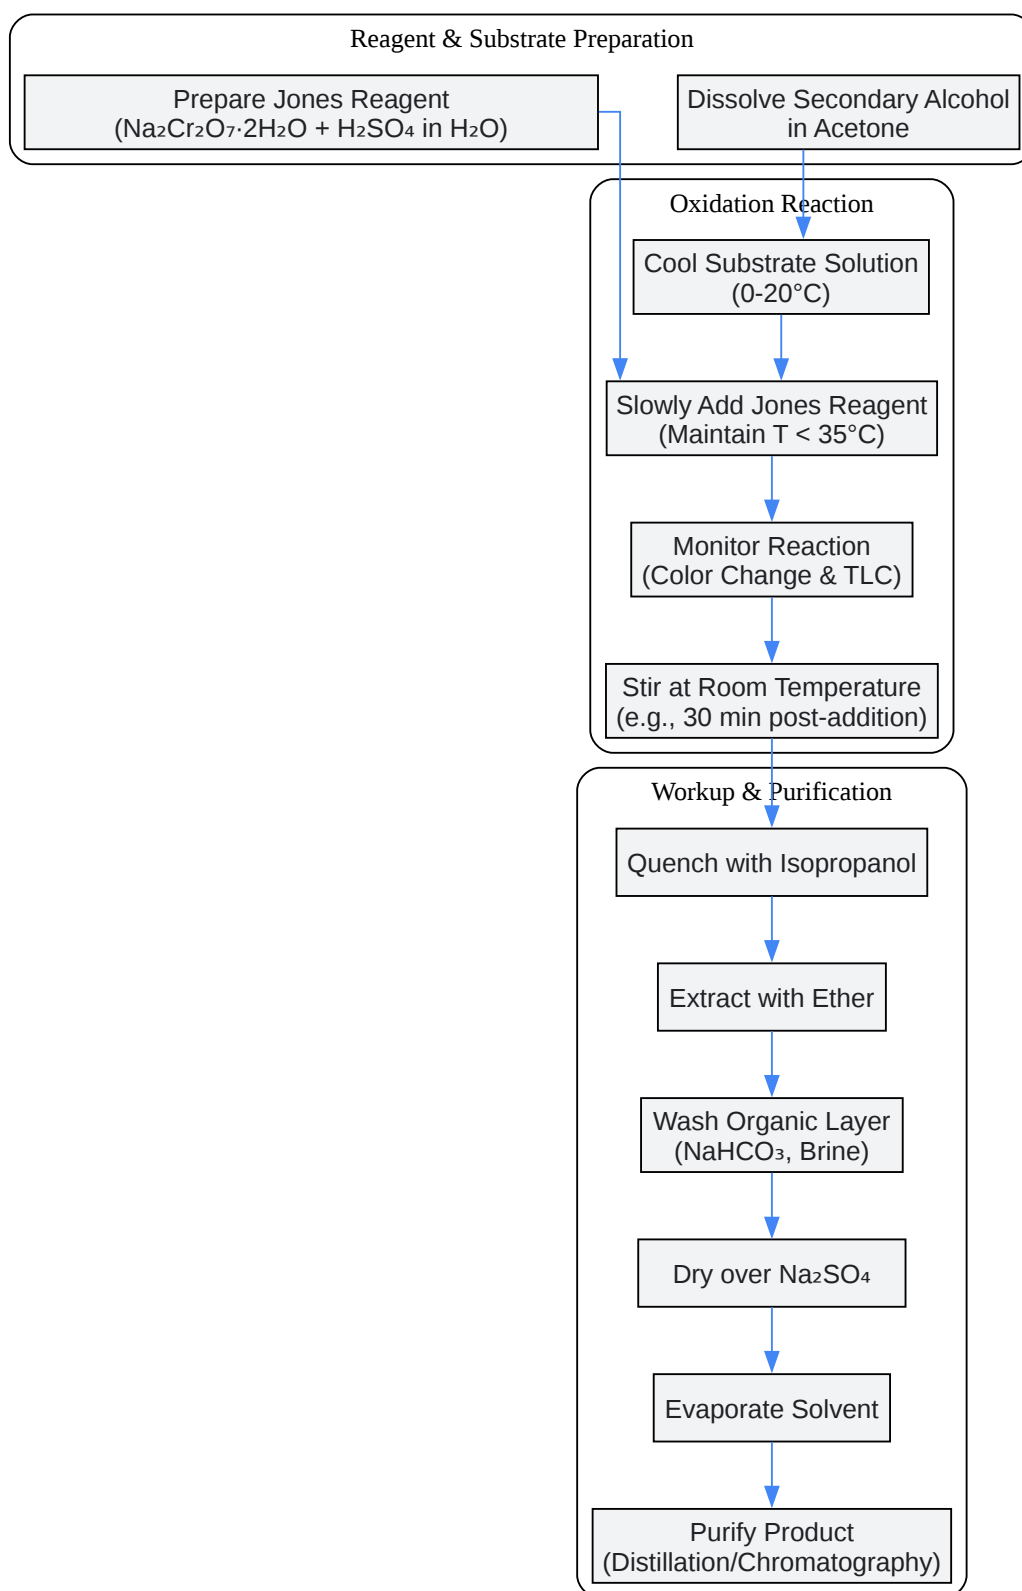 Reagent & Substrate Preparation
Prepare Jones Reagent
(Na₂Cr₂O₇·2H₂O + H₂SO₄ in H₂O)
Dissolve Secondary Alcohol
in Acetone
Oxidation Reaction
Cool Substrate Solution
(0-20°C)
Slowly Add Jones Reagent
(Maintain T < 35°C)
Monitor Reaction
(Color Change & TLC)
Stir at Room Temperature
(e.g., 30 min post-addition)
Workup & Purification
Quench with Isopropanol
Extract with Ether
Wash Organic Layer
(NaHCO₃, Brine)
Dry over Na₂SO₄
Evaporate Solvent
Purify Product
(Distillation/Chromatography)